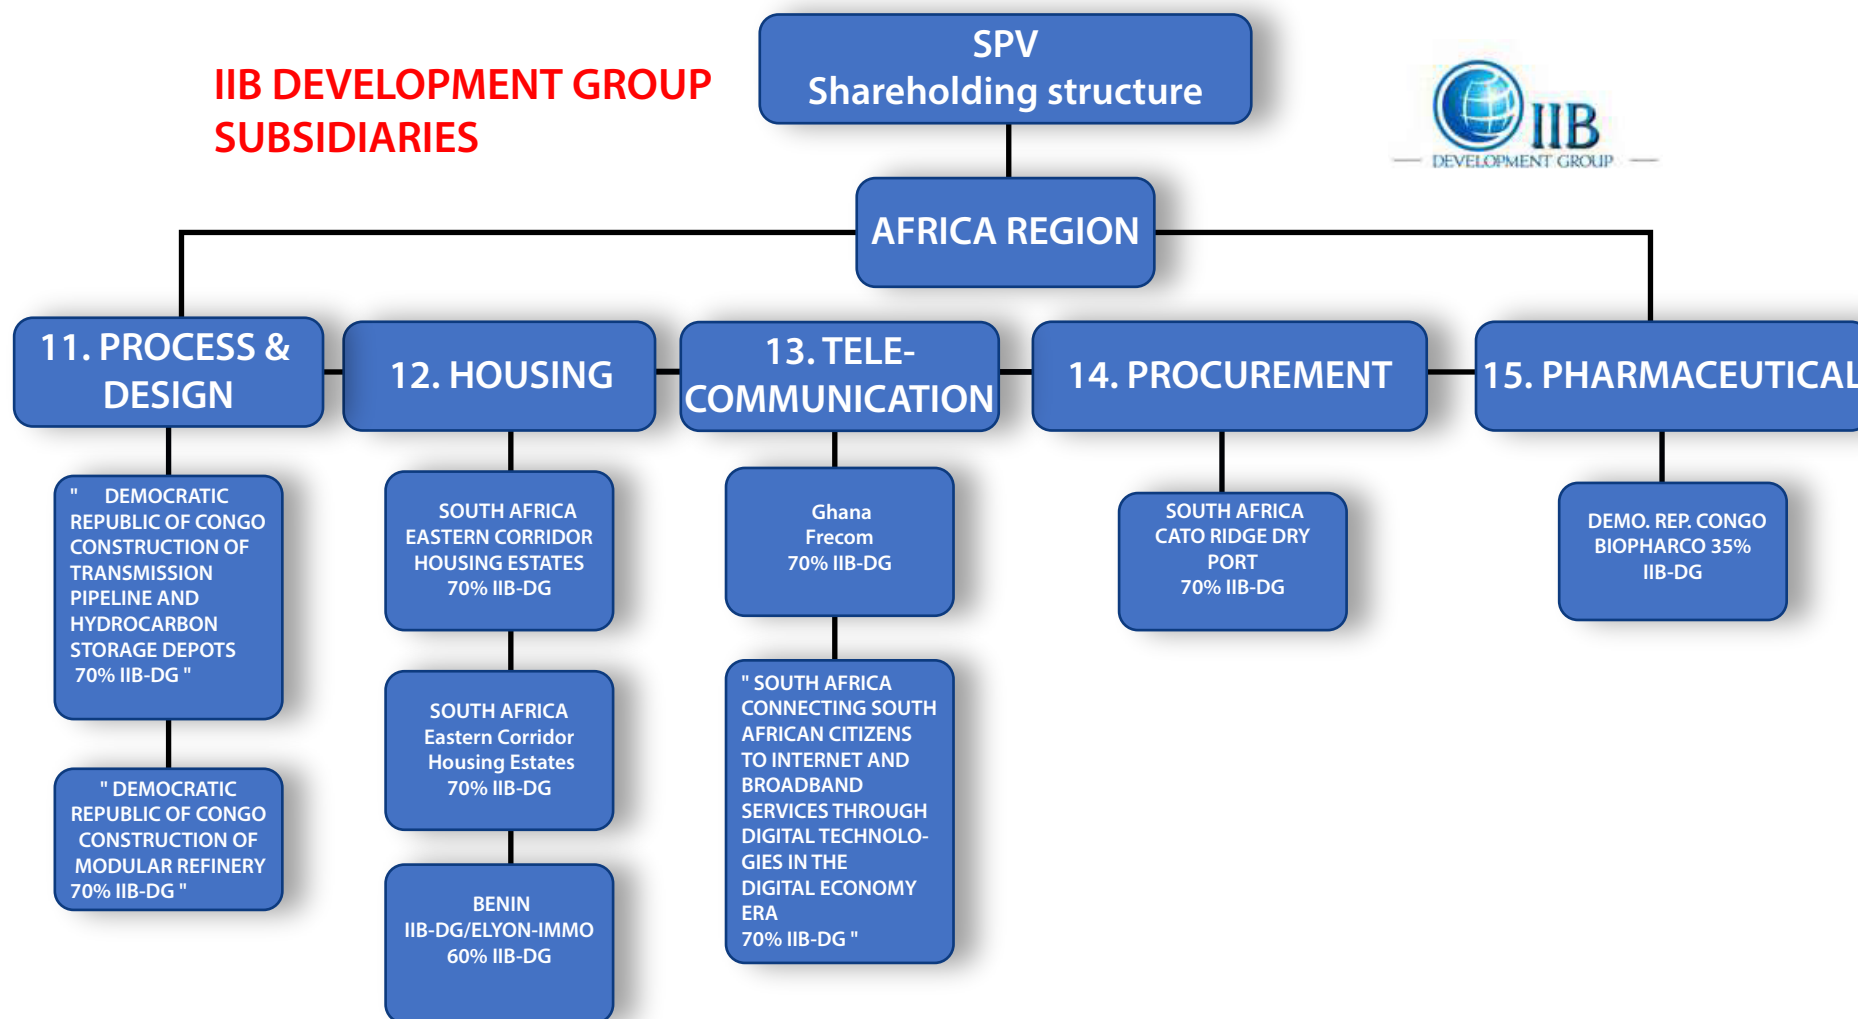 SPV
Shareholding structure
IIB DEVELOPMENT GROUP
SUBSIDIARIES
IIB
DEVELOPMENT GROUP
AFRICA REGION
11. PROCESS &
DESIGN
12. HOUSING
13. TELE-
COMMUNICATION
14. PROCUREMENT
15. PHARMACEUTICAL
" DEMOCRATIC
REPUBLIC OF CONGO
CONSTRUCTION OF
TRANSMISSION
PIPELINE AND
HYDROCARBON
STORAGE DEPOTS
70% IIB-DG "
" DEMOCRATIC
REPUBLIC OF CONGO
CONSTRUCTION OF
MODULAR REFINERY
70% IIB-DG "
SOUTH AFRICA
EASTERN CORRIDOR
HOUSING ESTATES
70% IIB-DG
SOUTH AFRICA
Eastern Corridor
Housing Estates
70% IIB-DG
BENIN
IIB-DG/ELYON-IMMO
60% IIB-DG
Ghana
Frecom
70% IIB-DG
" SOUTH AFRICA
CONNECTING SOUTH
AFRICAN CITIZENS
TO INTERNET AND
BROADBAND
SERVICES THROUGH
DIGITAL TECHNOLO-
GIES IN THE
DIGITAL ECONOMY
ERA
70% IIB-DG "
SOUTH AFRICA
CATO RIDGE DRY
PORT
70% IIB-DG
DEMO. REP. CONGO
BIOPHARCO 35%
IIB-DG